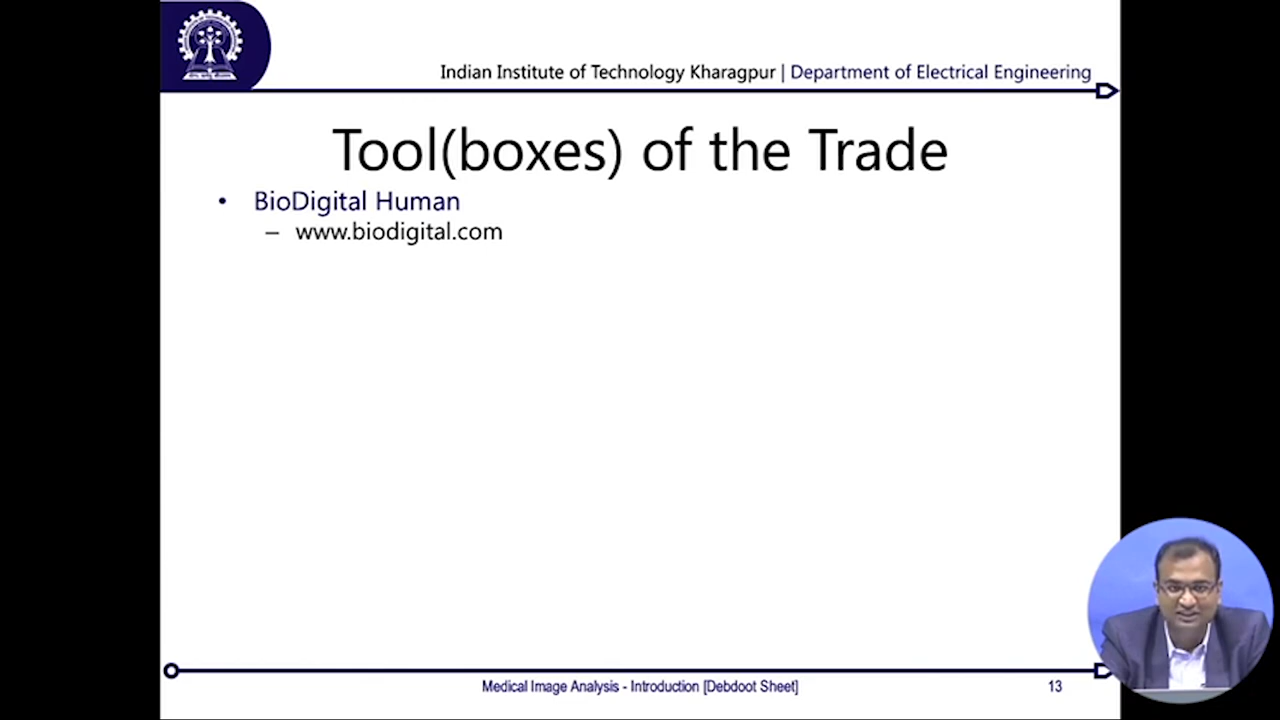 Indian Institute of Technology Kharagpur | Department of Electrical Engineering
Tool(boxes) of the Trade
• BioDigital Human
– www.biodigital.com
Medical Image Analysis - Introduction [Debdoot Sheet]
13